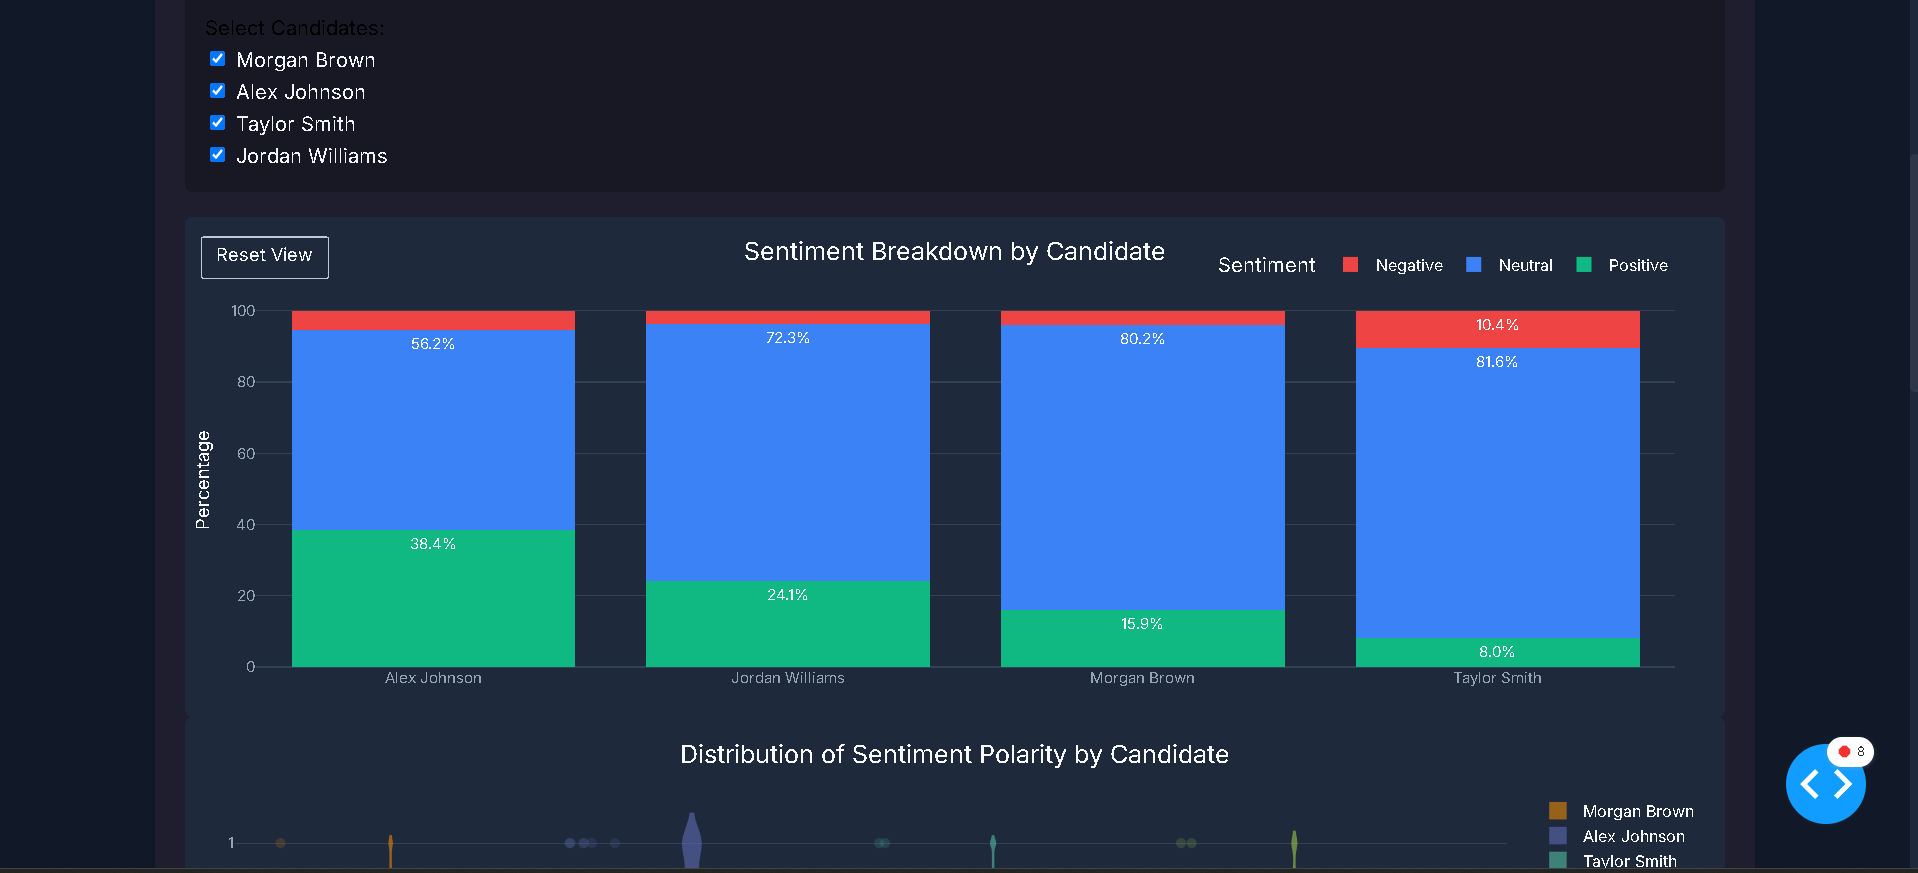 Select Candidates:
Morgan Brown
Alex Johnson
Taylor Smith
Jordan Williams
Reset View
Sentiment Breakdown by Candidate
Sentiment Negative Neutral Positive
100
80
60
40
20
0
Percentage
56.2%
38.4%
72.3%
24.1%
80.2%
15.9%
10.4%
81.6%
8.0%
Alex Johnson Jordan Williams Morgan Brown Taylor Smith
Distribution of Sentiment Polarity by Candidate
1
Morgan Brown
Alex Johnson
Taylor Smith
8